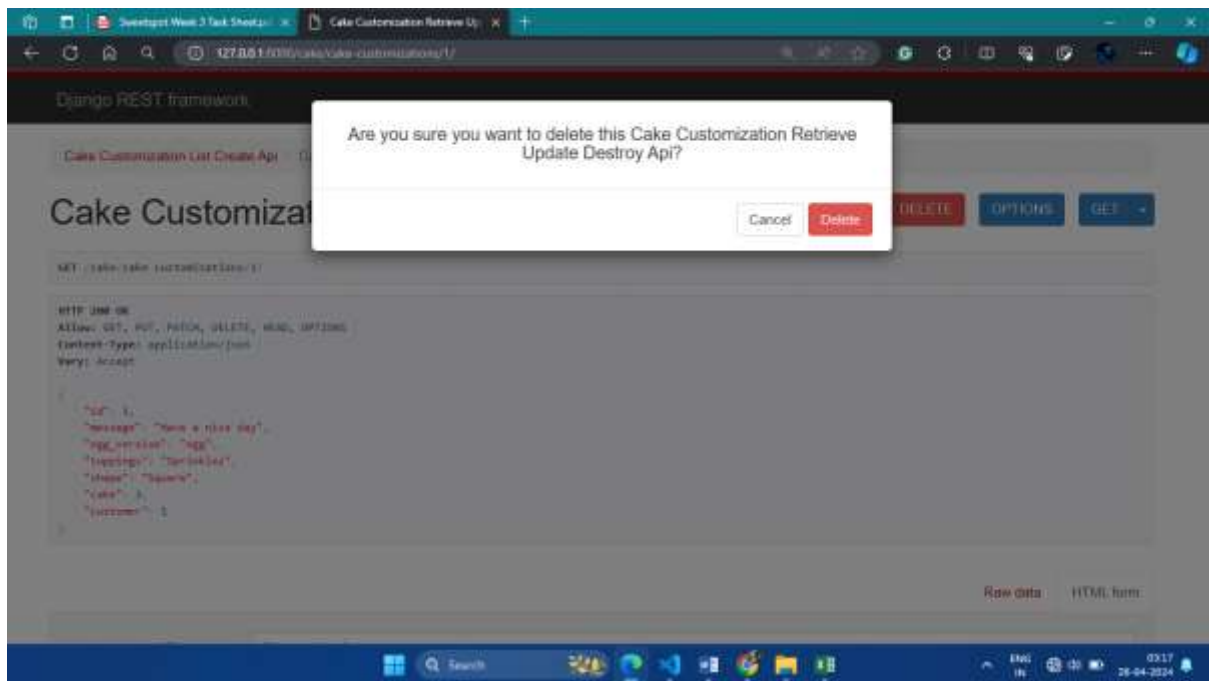 Sweetspot Week 3 Task Sheet
Cake Customization Retrieve Up
127.0.0.1:8000/cake/cake-customizations/1/
Django REST framework
Are you sure you want to delete this Cake Customization Retrieve
Update Destroy Api?
Cake Customization List Create Api
Cake Customizat
Cancel
Delete
DELETE
OPTIONS
GET
GET /cake/cake-customizations/1/
HTTP 200 OK
Allow: GET, PUT, PATCH, DELETE, HEAD, OPTIONS
Content-Type: application/json
Vary: Accept
{
"id": 1,
"message": "Have a nice day",
"egg_version": "egg",
"toppings": "Sprinkles",
"shape": "Square",
"cake":
"customer":
}
Raw data
HTML form
Search
ENG
IN
03:17
26-04-2024